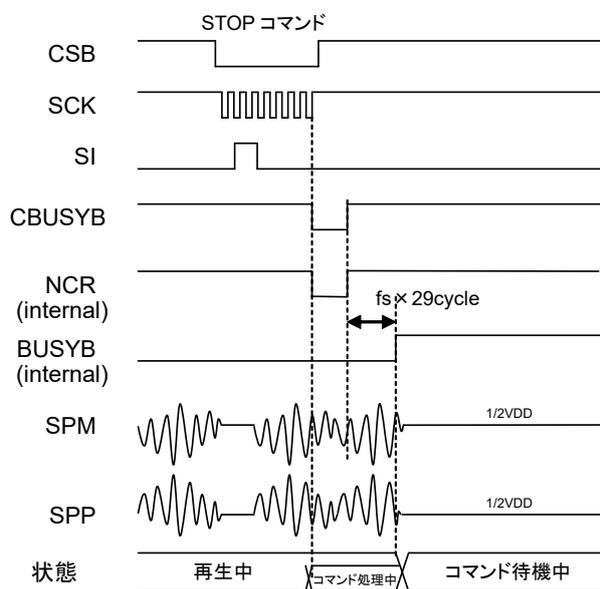 STOP コマンド
CSB
SCK
SI
CBUSYB
NCR
(internal)
fs×29cycle
BUSYB
(internal)
SPM
1/2VDD
SPP
1/2VDD
状態
再生中
コマンド処理中
コマンド待機中